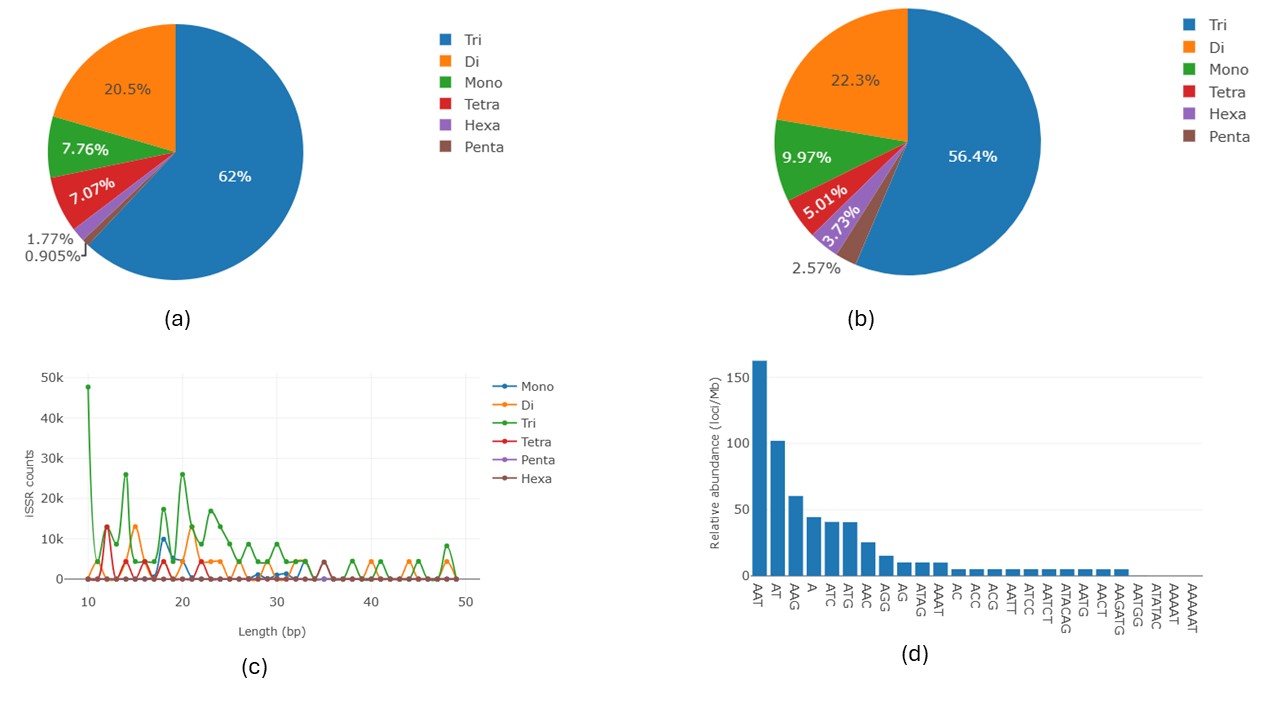 20.5%
7.76%
7.07%
62%
1.77%
0.905%
Tri
Di
Mono
Tetra
Hexa
Penta
(a)
22.3%
9.97%
5.01%
3.73%
56.4%
2.57%
Tri
Di
Mono
Tetra
Hexa
Penta
(b)
iSSR counts
50k
40k
30k
20k
10k
0
10
20
30
40
50
Length (bp)
Mono
Di
Tri
Tetra
Penta
Hexa
(c)
Relative abundance (loci/Mb)
150
100
50
0
AAT
AT
AAG
A
ATC
ATG
AAC
AGG
AG
ATAG
AAAT
AC
ACC
ACG
AATT
ATCC
AATCT
ATACAG
AATG
AACT
AAGATG
AATGG
ATATAC
AAAAT
AAAAAT
(d)